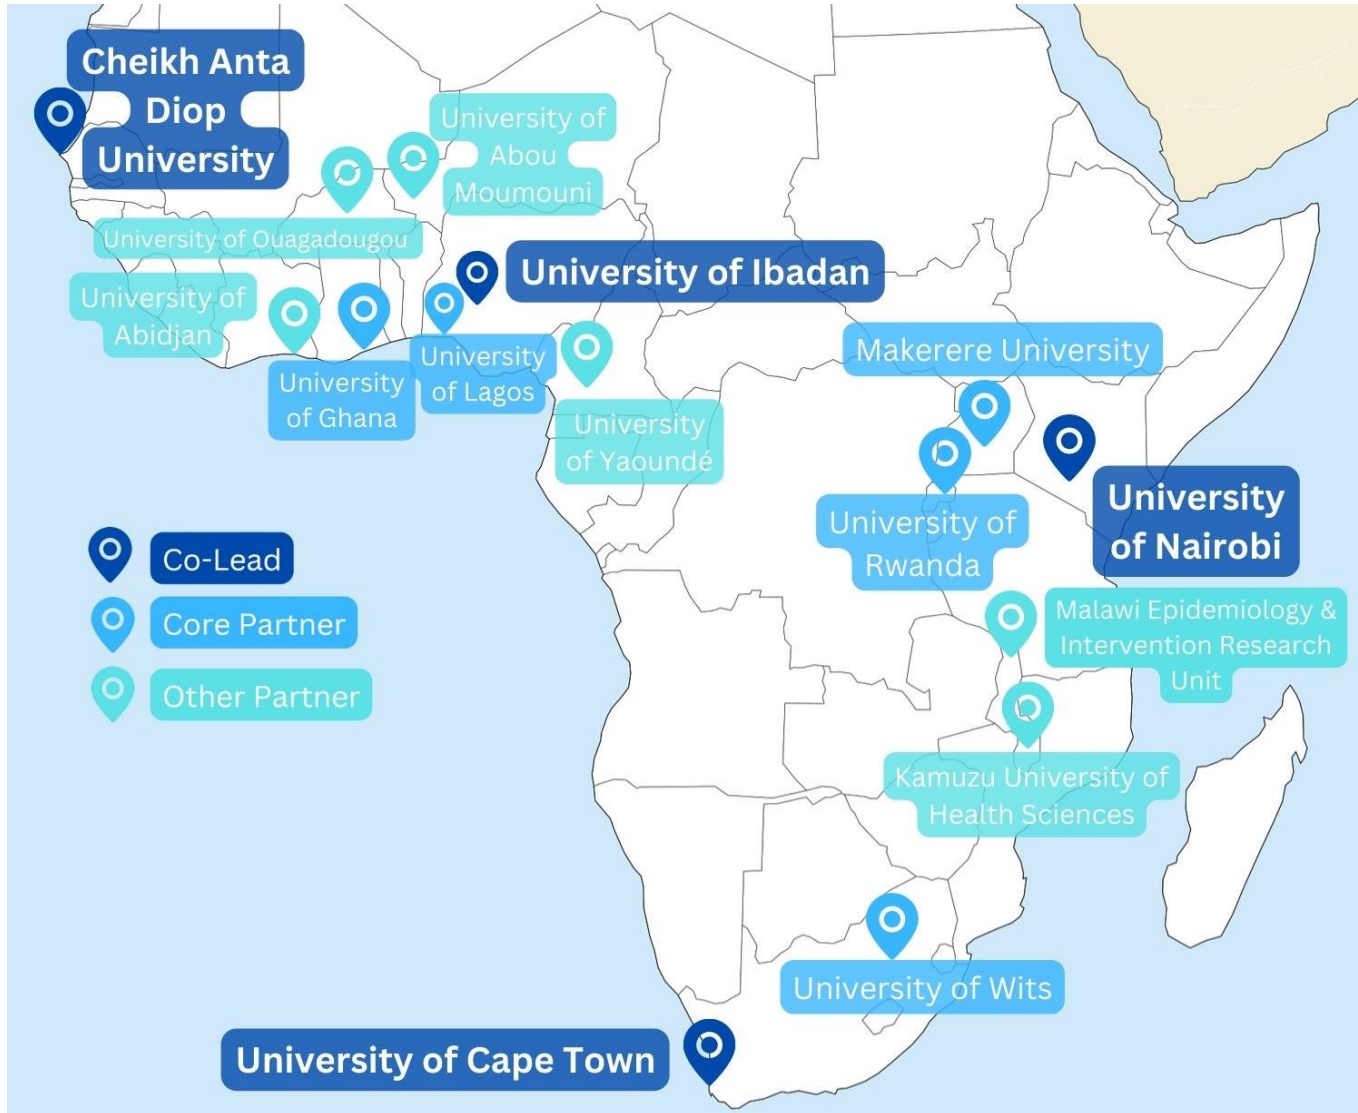 Cheikh Anta
Diop
University
University of
Abou
Moumouni
University of Ouagadougou
University of Ibadan
University of
Abidjan
University
of Ghana
University
of Lagos
University
of Yaoundé
Makerere University
University of
Rwanda
University
of Nairobi
Co-Lead
Core Partner
Other Partner
Malawi Epidemiology &
Intervention Research
Unit
Kamuzu University of
Health Sciences
University of Wits
University of Cape Town